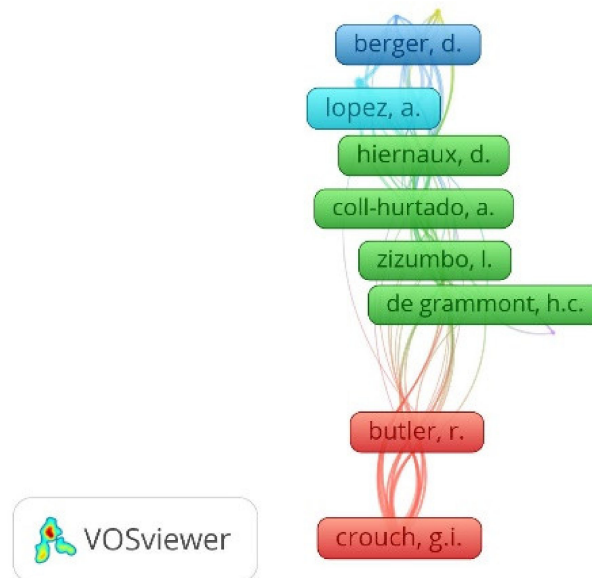 berger, d.
lopez, a.
hiernaux, d.
coll-hurtado, a.
zizumbo, l.
de grammont, h.c.
butler, r.
crouch, g.i.
VOSviewer